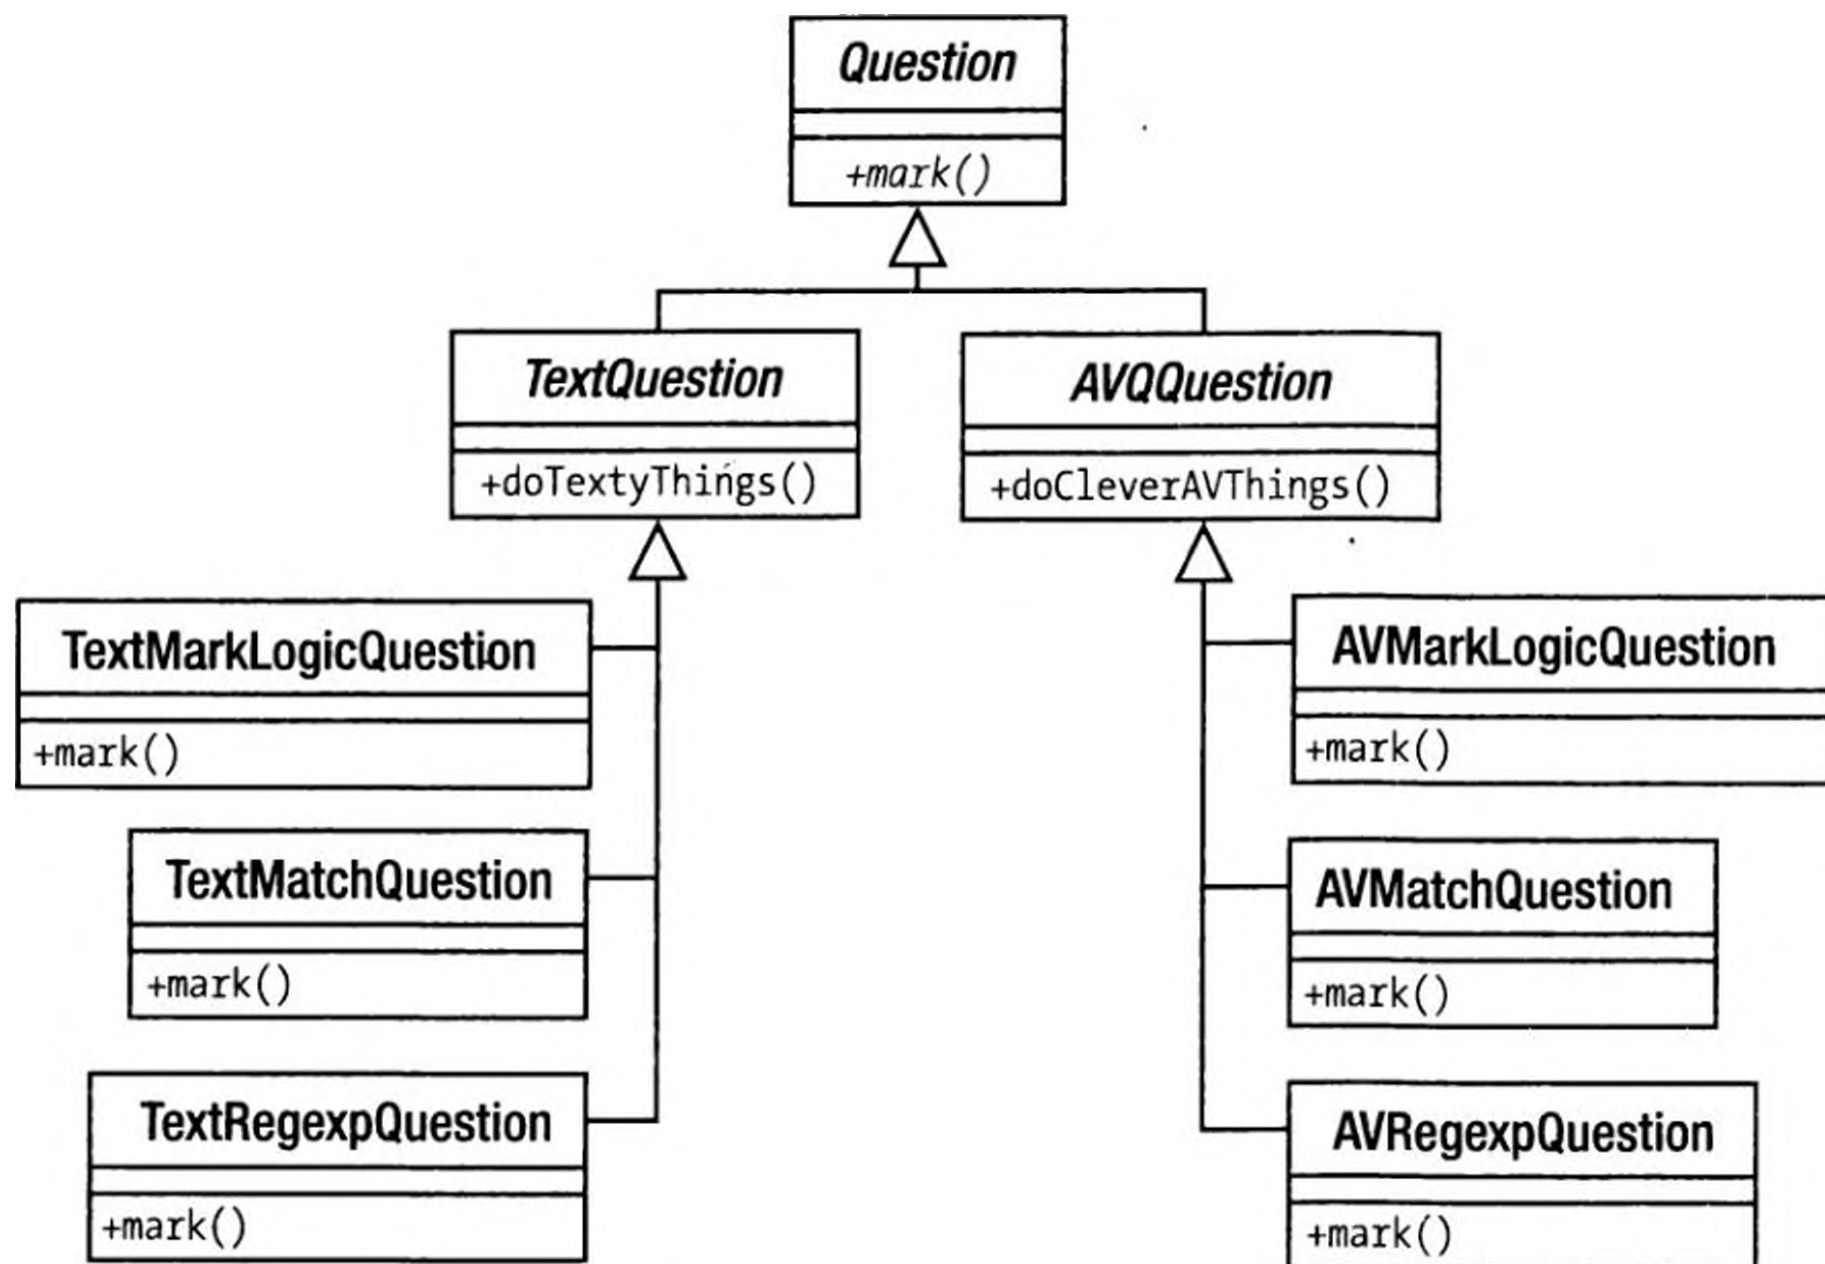 Question
+mark()
TextQuestion
+doTextyThings()
AVQQuestion
+doCleverAVThings()
TextMarkLogicQuestion
+mark()
TextMatchQuestion
+mark()
TextRegexpQuestion
+mark()
AVMarkLogicQuestion
+mark()
AVMatchQuestion
+mark()
AVRegexpQuestion
+mark()